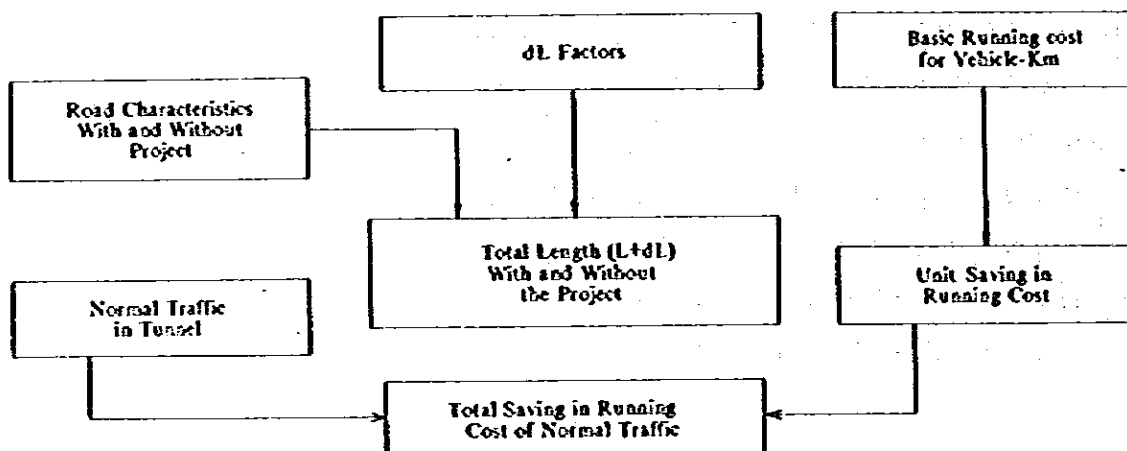 dL Factors
Basic Running cost
for Vehicle-Km
Road Characteristics
With and Without
Project
Total Length (L+dL)
With and Without
the Project
Unit Saving in
Running Cost
Normal Traffic
in Tunnel
Total Saving in Running
Cost of Normal Traffic